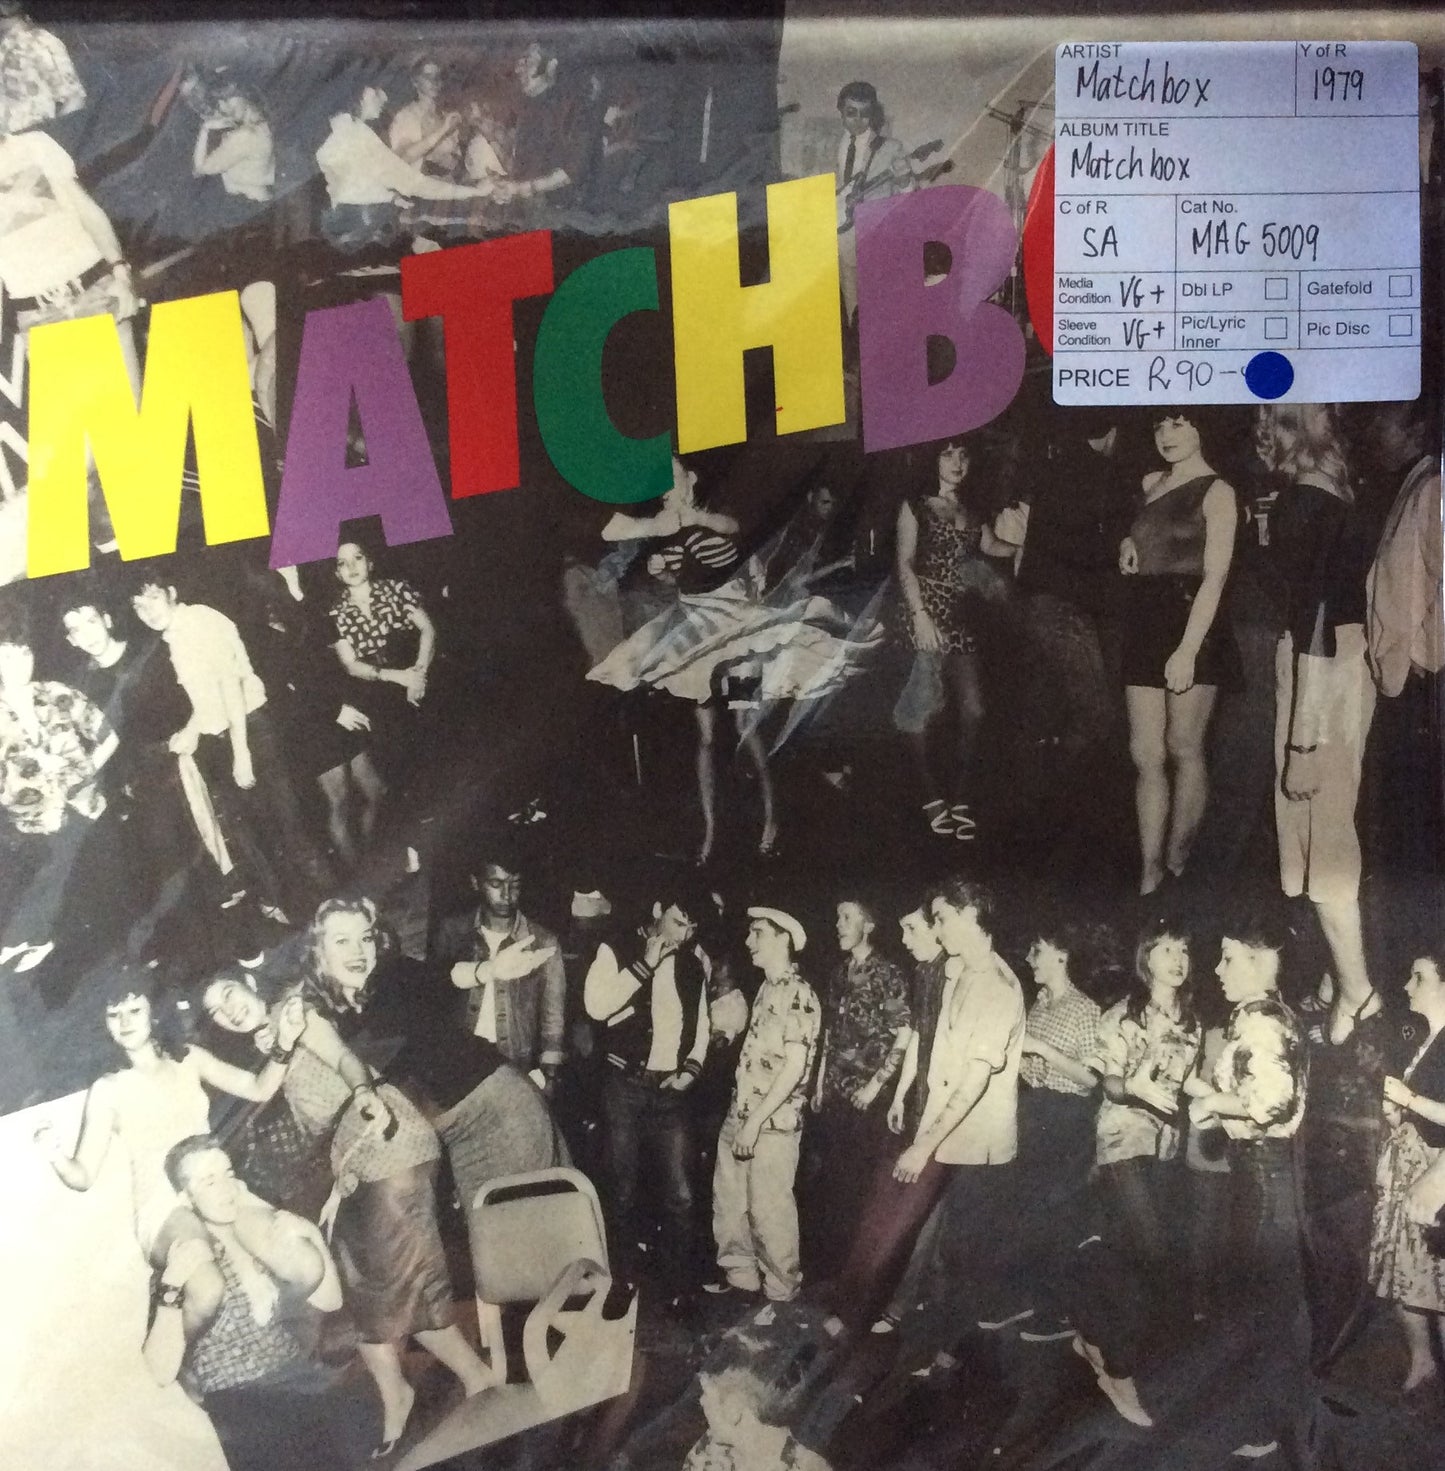 MATCHBO
ARTIST Y of R
Matchbox 1979
ALBUM TITLE
Matchbox
C of R Cat No.
SA MAG 5009
Media Condition VG+ Dbl LP Gatefold
Sleeve Condition VG+ Pic/Lyric Inner Pic Disc
PRICE R90-